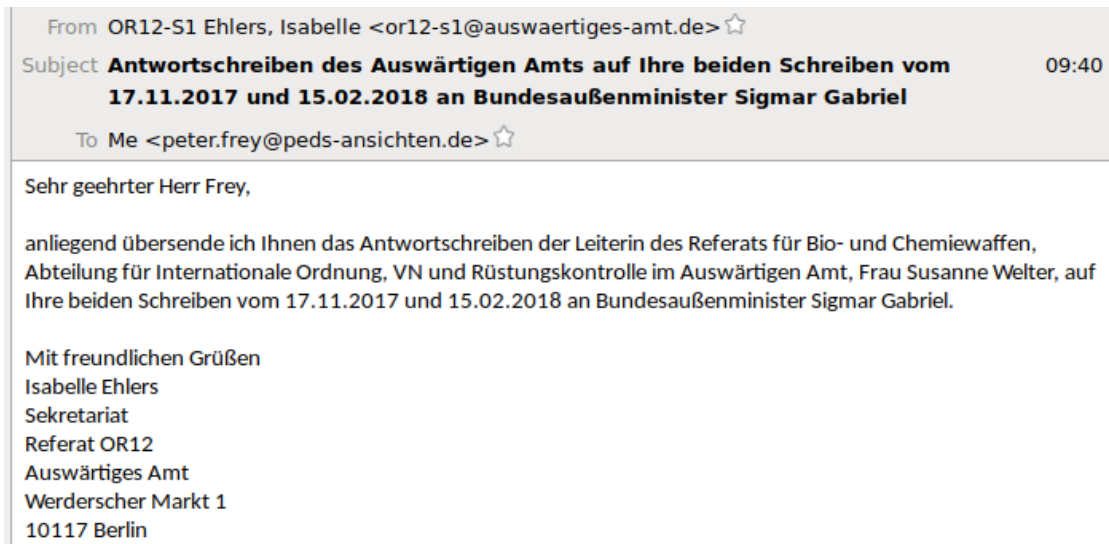 From OR12-S1 Ehlers, Isabelle <or12-s1@auswaertiges-amt.de>
Subject Antwortschreiben des Auswärtigen Amts auf Ihre beiden Schreiben vom 09:40
17.11.2017 und 15.02.2018 an Bundesaußenminister Sigmar Gabriel
To Me <peter.frey@peds-ansichten.de>
Sehr geehrter Herr Frey,
anliegend übersende ich Ihnen das Antwortschreiben der Leiterin des Referats für Bio- und Chemiewaffen,
Abteilung für Internationale Ordnung, VN und Rüstungskontrolle im Auswärtigen Amt, Frau Susanne Welter, auf
Ihre beiden Schreiben vom 17.11.2017 und 15.02.2018 an Bundesaußenminister Sigmar Gabriel.
Mit freundlichen Grüßen
Isabelle Ehlers
Sekretariat
Referat OR12
Auswärtiges Amt
Werderscher Markt 1
10117 Berlin